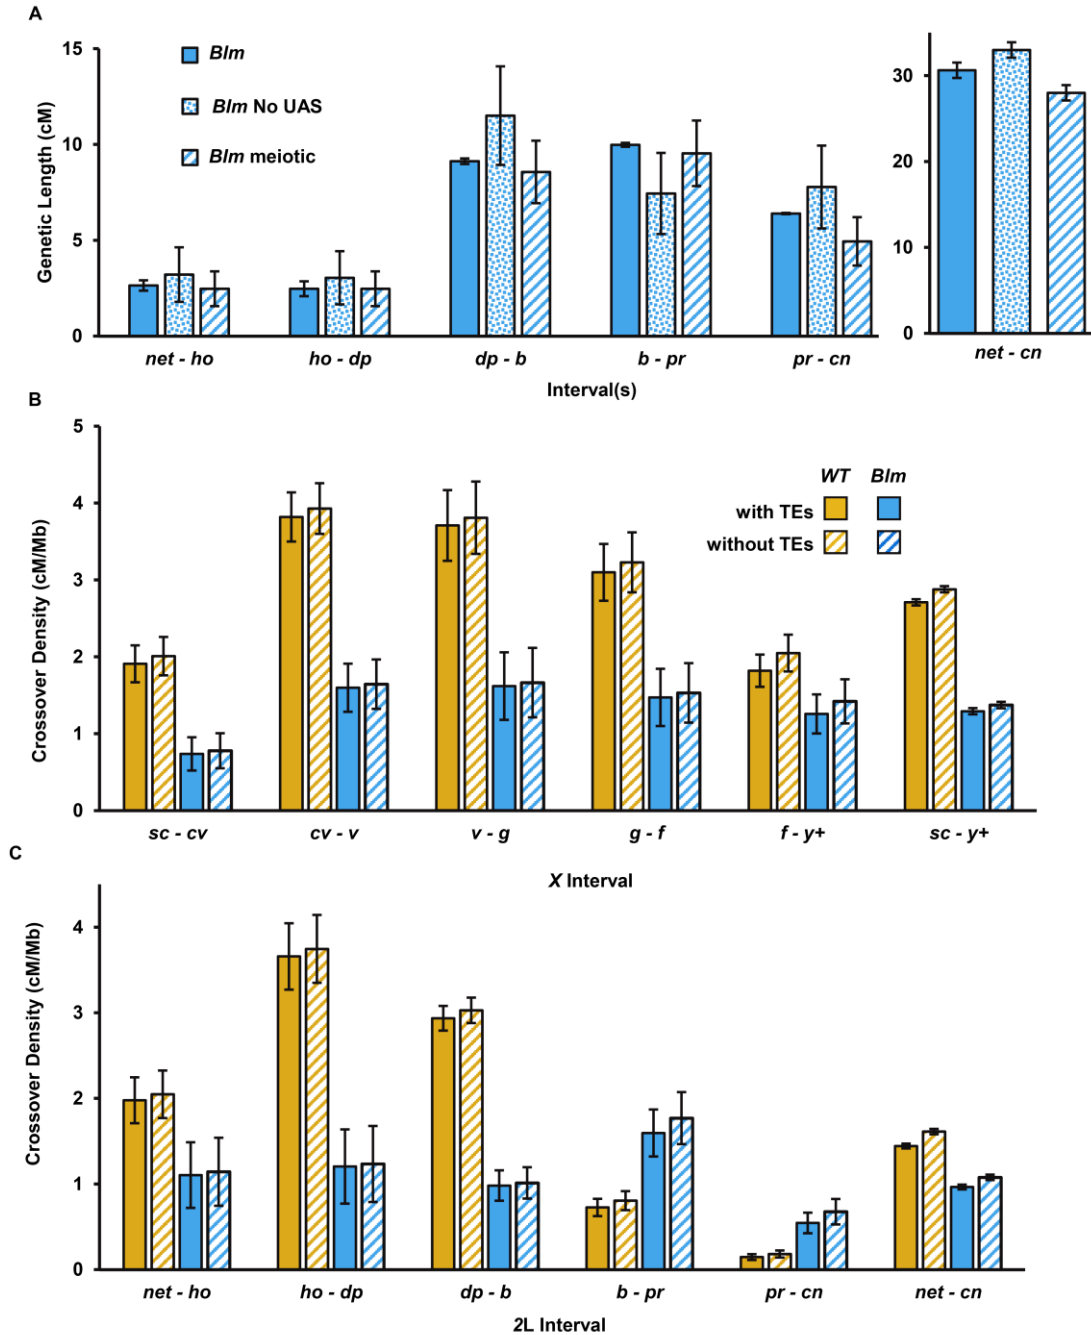 A
Blm
Blm No UAS
Blm meiotic
Genetic Length (cM)
15
10
5
0
30
20
10
0
net - ho
ho - dp
dp - b
b - pr
pr - cn
net - cn
Interval(s)
B
Crossover Density (cM/Mb)
5
4
3
2
1
0
WT Blm
with TEs
without TEs
sc - cv
cv - v
v - g
g - f
f - y+
sc - y+
X Interval
C
Crossover Density (cM/Mb)
4
3
2
1
0
net - ho
ho - dp
dp - b
b - pr
pr - cn
net - cn
2L Interval